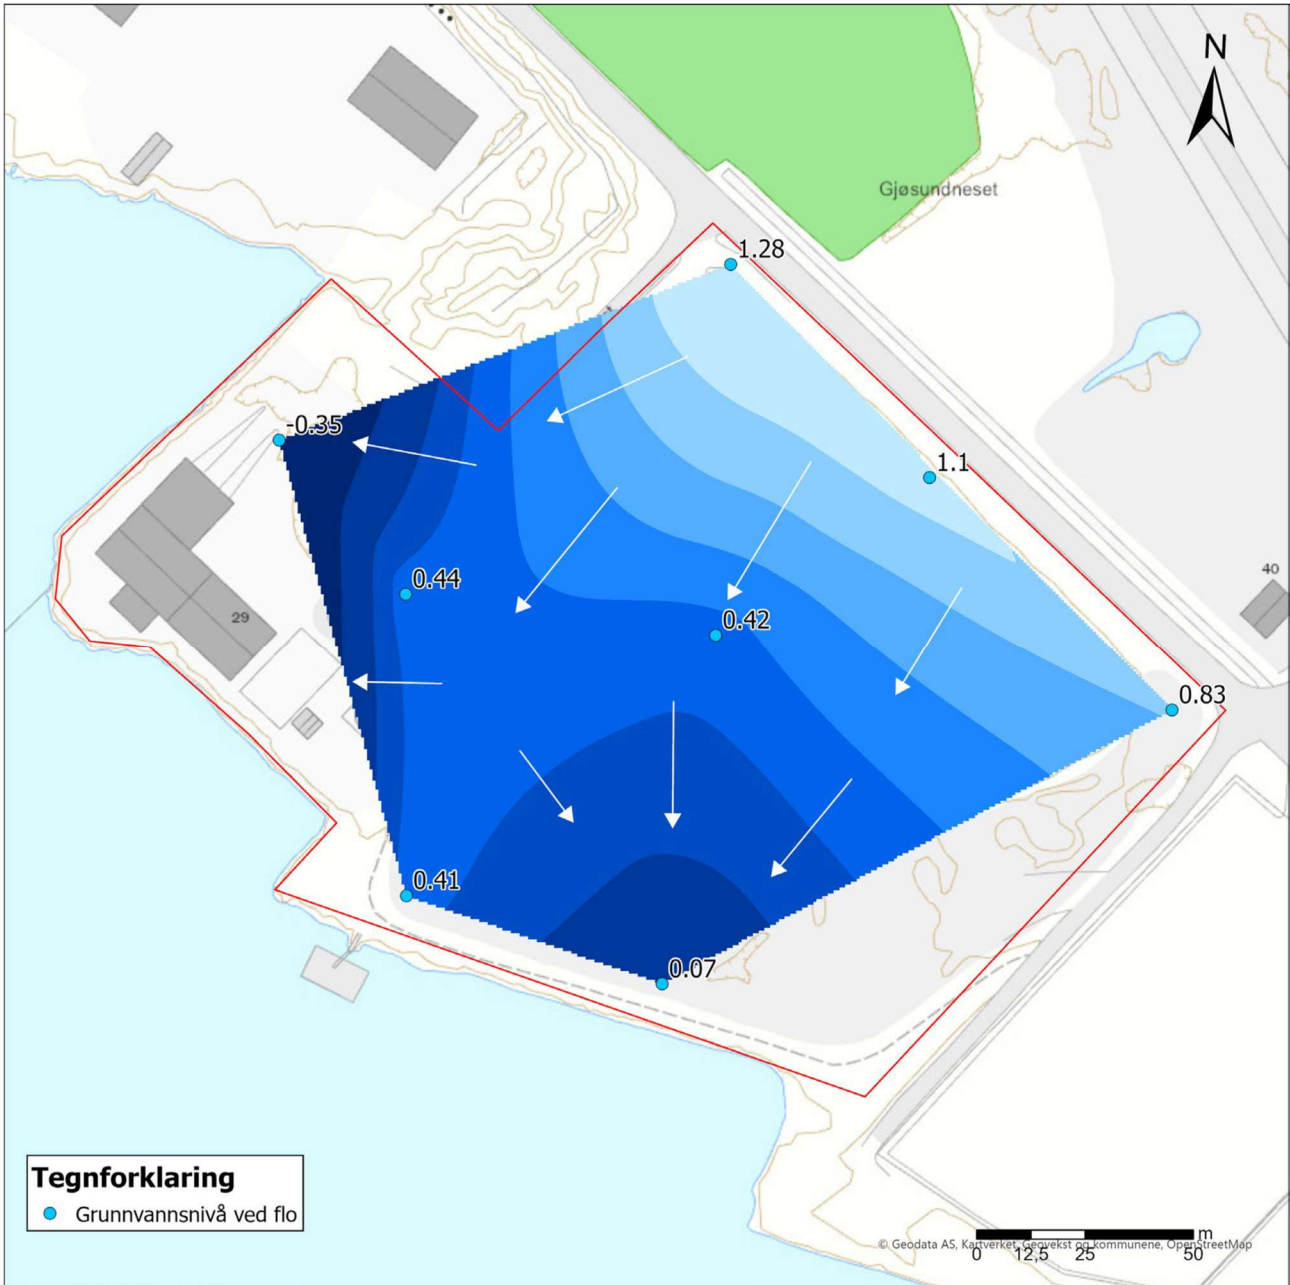 N
Gjøsundneset
1.28
-0.35
1.1
0.44
40
29
0.42
0.83
0.41
0.07
Tegnforklaring
Grunnvannsnivå ved flo
m
© Geodata AS, Kartverket, Geovekst og kommunene, OpenStreetMap
0 12,5 25 50